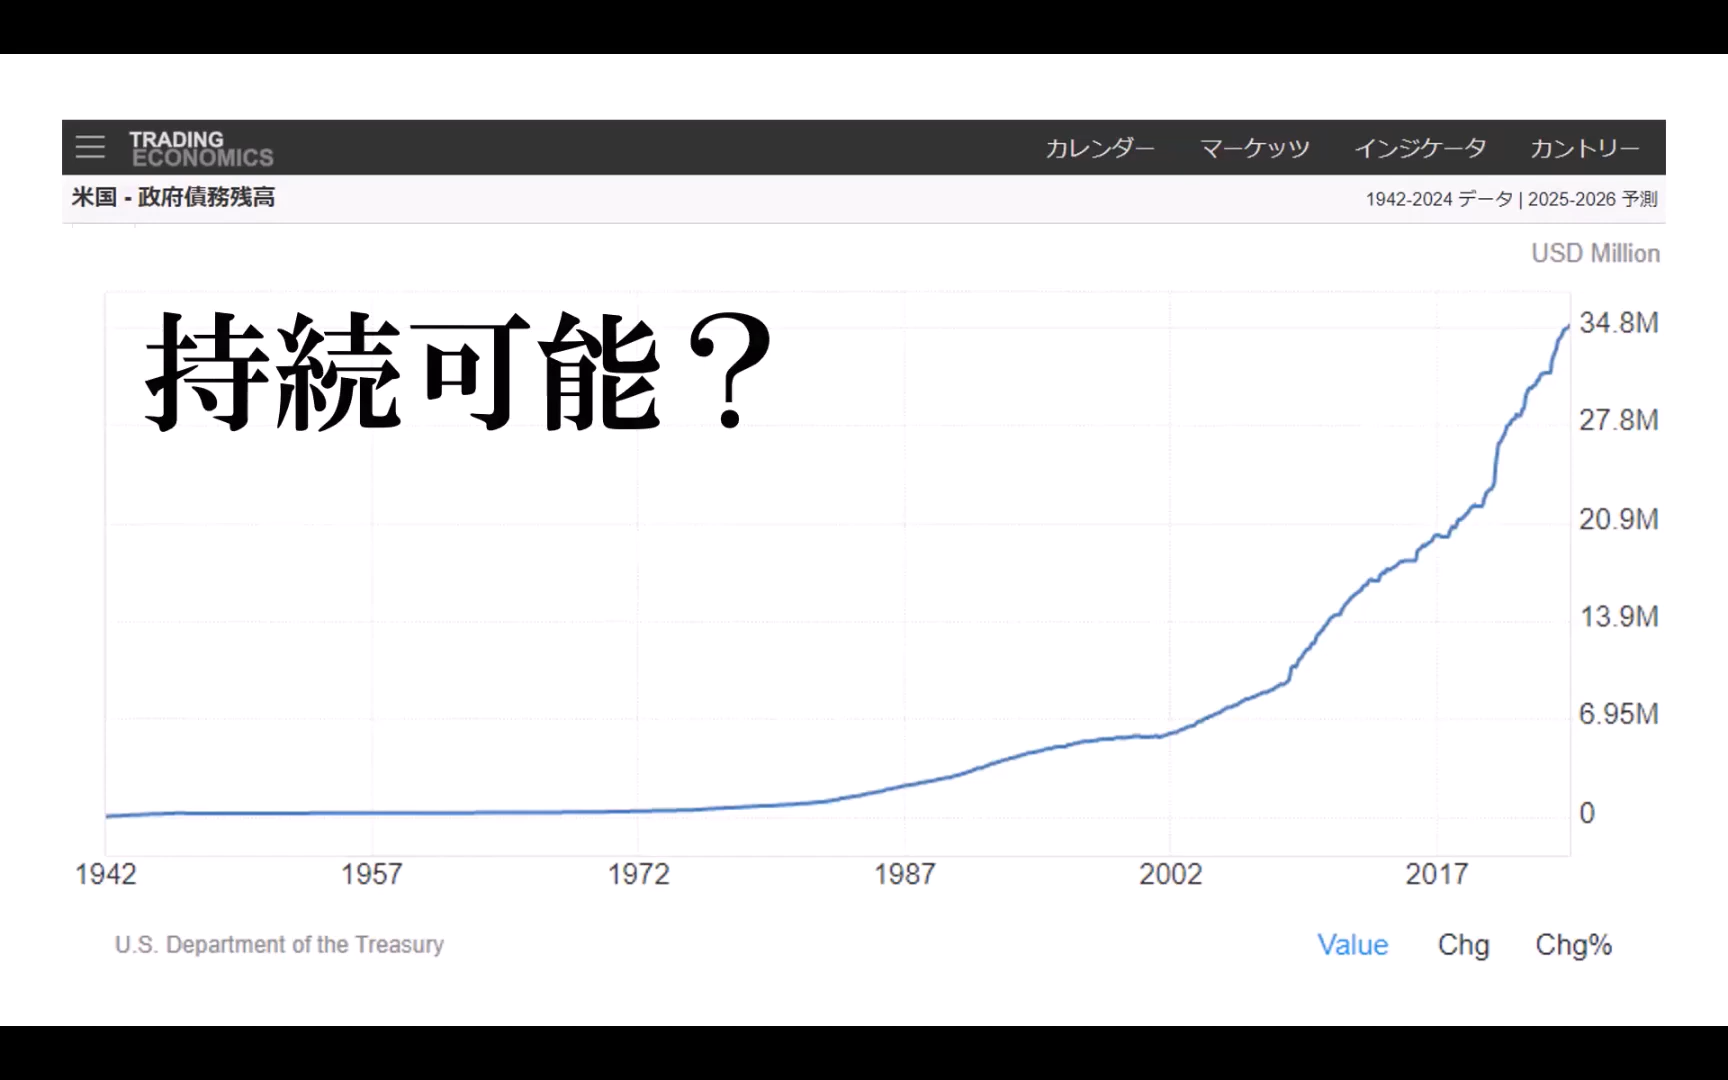 TRADING
ECONOMICS
カレンダー マーケッツ インジケータ カントリー
米国 - 政府債務残高
1942-2024 データ | 2025-2026 予測
USD Million
持続可能？
34.8M
27.8M
20.9M
13.9M
6.95M
0
1942 1957 1972 1987 2002 2017
U.S. Department of the Treasury
Value Chg Chg%